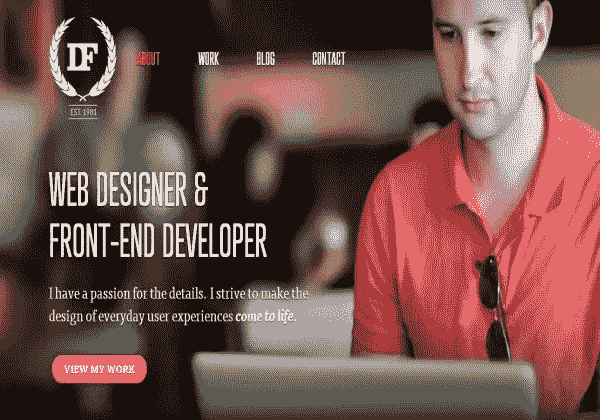 DF
EST 1981
ABOUT WORK BLOG CONTACT
WEB DESIGNER &
FRONT-END DEVELOPER
I have a passion for the details. I strive to make the
design of everyday user experiences come to life.
VIEW MY WORK